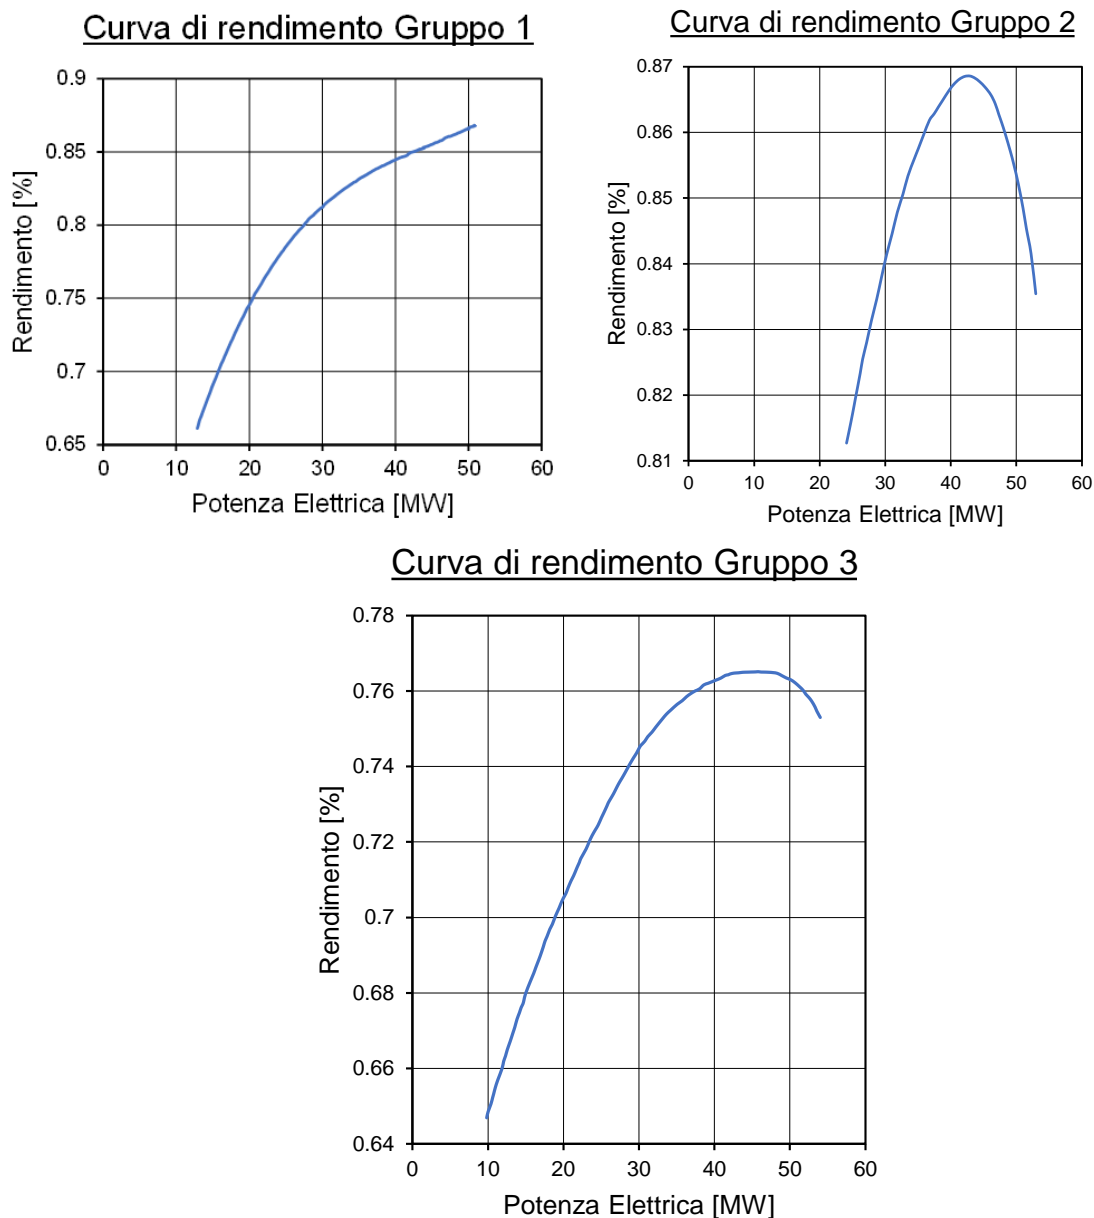 Curva di rendimento Gruppo 1
0.9
0.85
0.8
0.75
0.7
0.65
0 10 20 30 40 50 60
Rendimento [%]
Potenza Elettrica [MW]
Curva di rendimento Gruppo 2
0.87
0.86
0.85
0.84
0.83
0.82
0.81
0 10 20 30 40 50 60
Rendimento [%]
Potenza Elettrica [MW]
Curva di rendimento Gruppo 3
0.78
0.76
0.74
0.72
0.7
0.68
0.66
0.64
0 10 20 30 40 50 60
Rendimento [%]
Potenza Elettrica [MW]